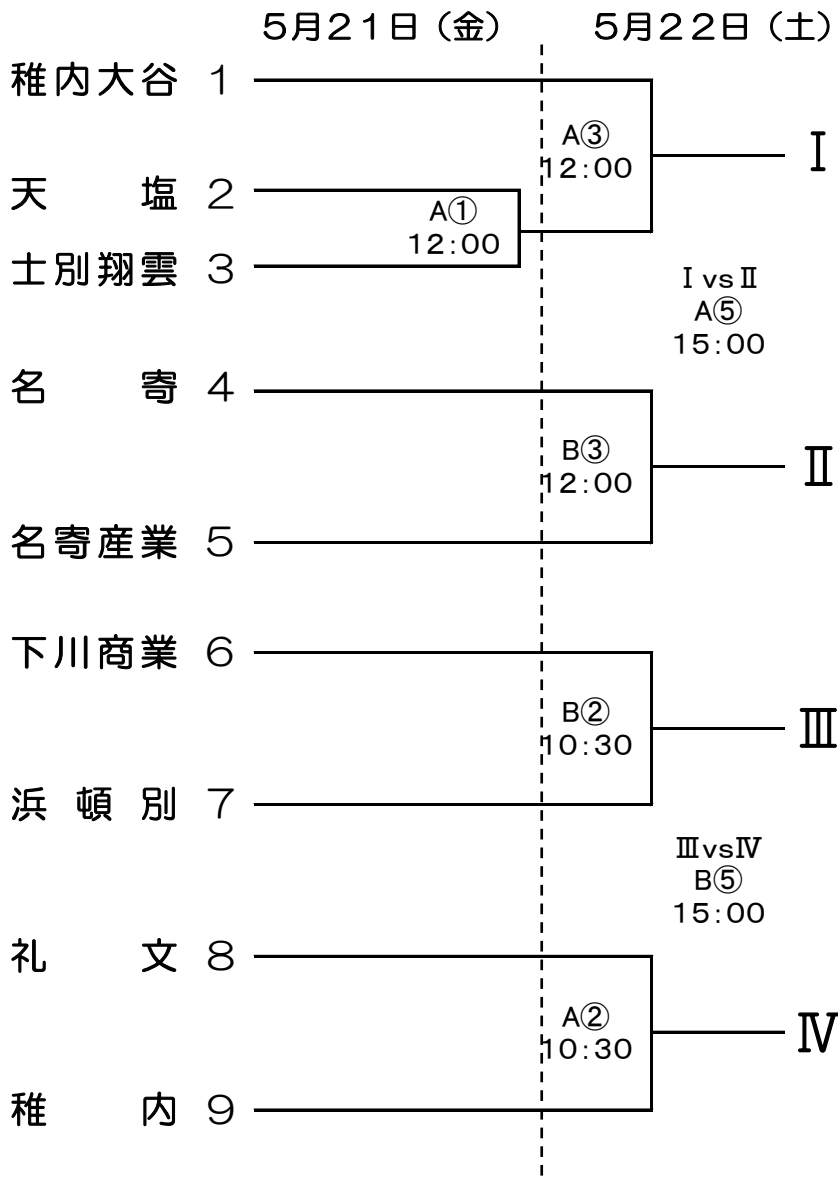 5月21日（金） 5月22日（土）
稚内大谷 1
A③
12:00
Ⅰ
天塩 2
A①
12:00
士別翔雲 3
Ⅰ vs Ⅱ
A⑤
15:00
名寄 4
B③
12:00
Ⅱ
名寄産業 5
下川商業 6
B②
10:30
Ⅲ
浜頓別 7
ⅢvsⅣ
B⑤
15:00
礼文 8
A②
10:30
Ⅳ
稚内 9